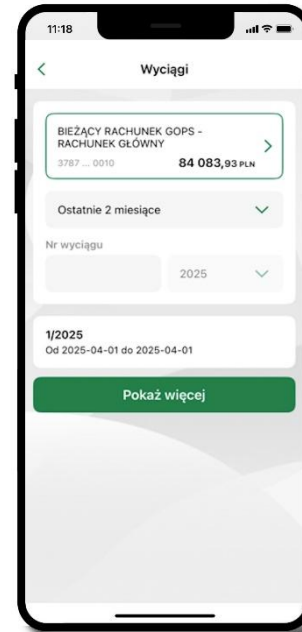 11:18
Wyciągi
BIEŻĄCY RACHUNEK GOPS -
RACHUNEK GŁÓWNY
3787 ... 0010 84 083,93 PLN
Ostatnie 2 miesiące
Nr wyciągu
2025
1/2025
Od 2025-04-01 do 2025-04-01
Pokaż więcej